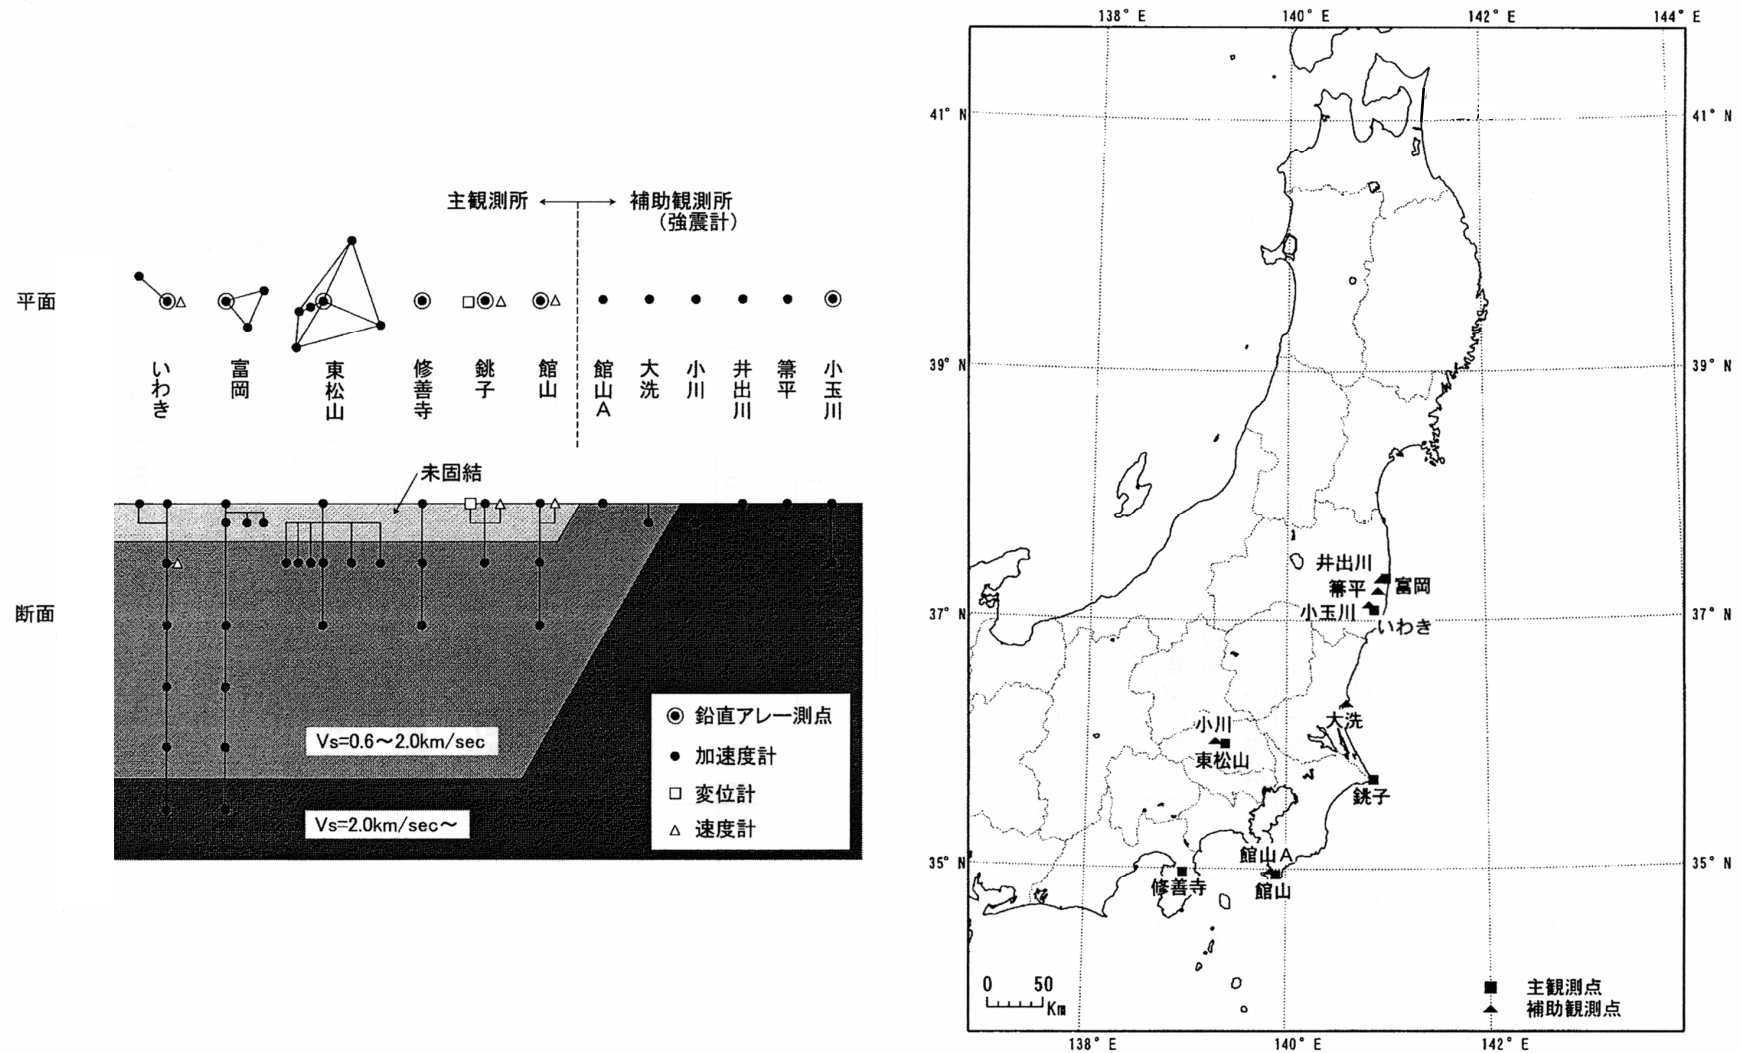 主観測所
補助観測所
(強震計)
平面
いわき
富岡
東松山
修善寺
銚子
館山
館山A
大洗
小川
井出川
箒平
小玉川
未固結
断面
Vs=0.6〜2.0km/sec
Vs=2.0km/sec〜
鉛直アレー測点
加速度計
変位計
速度計
138° E
140° E
142° E
144° E
41° N
41° N
39° N
39° N
井出川
富岡
箒平
小玉川
37° N
37° N
いわき
大洗
小川
東松山
銚子
館山A
35° N
35° N
修善寺
館山
0 50
Km
主観測点
補助観測点
138° E
140° E
142° E